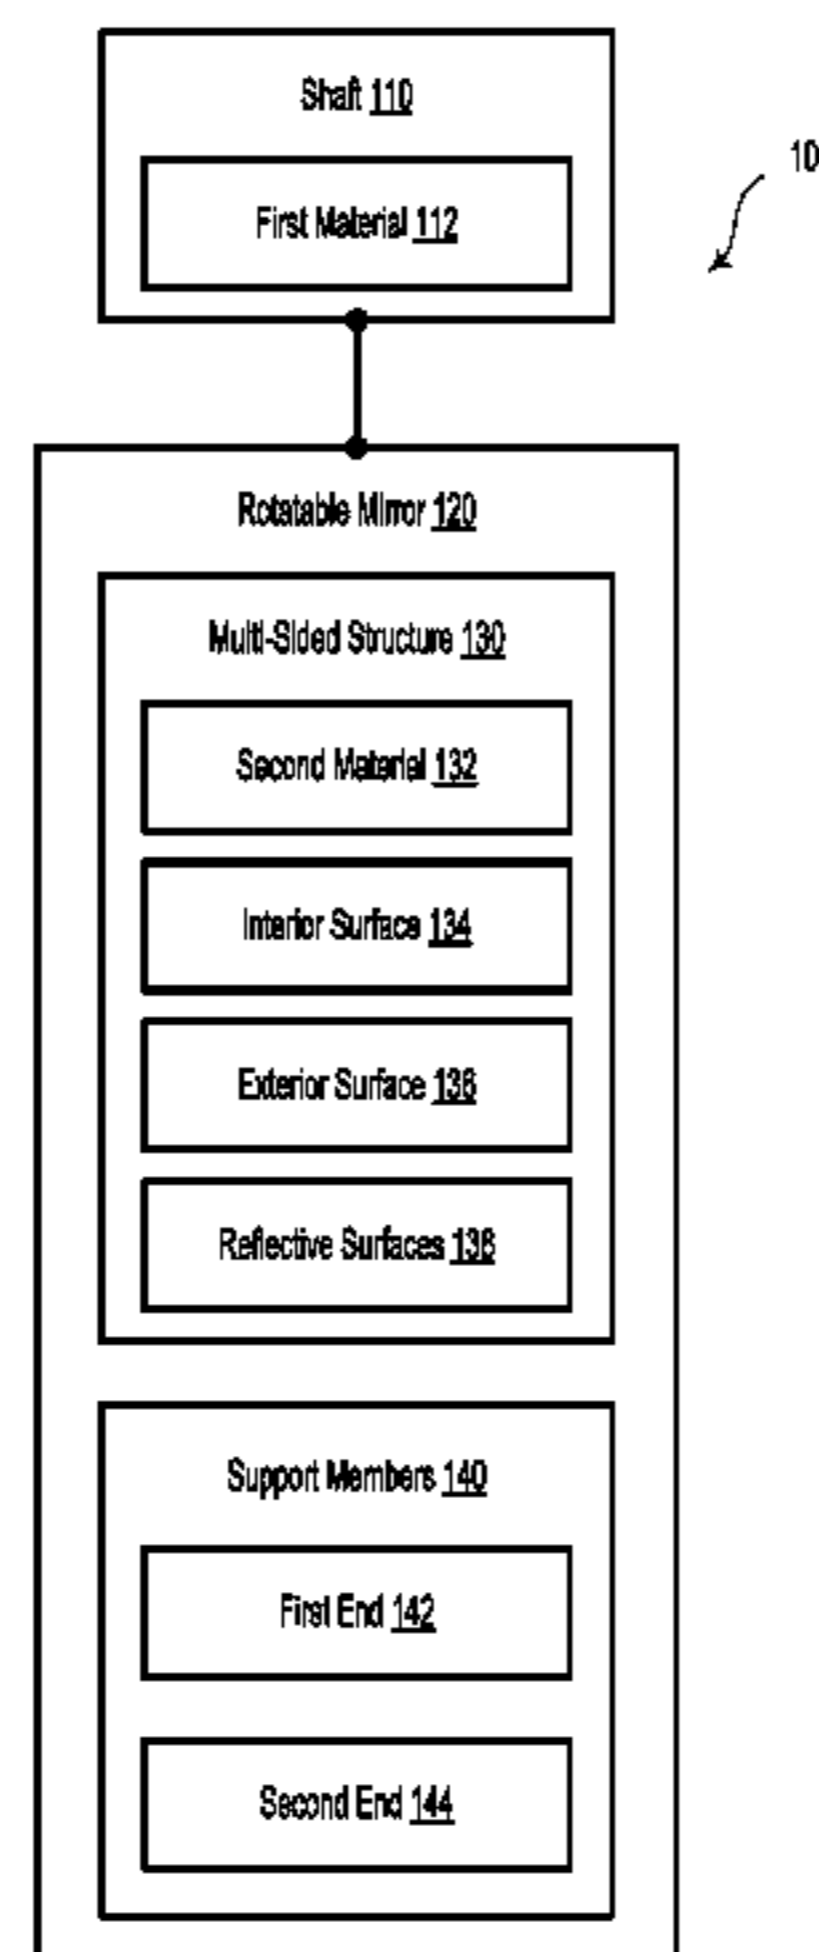 Shaft 110
10
First Material 112
Rotatable Mirror 120
Multi-Sided Structure 130
Second Material 132
Interior Surface 134
Exterior Surface 136
Reflective Surfaces 138
Support Members 140
First End 142
Second End 144